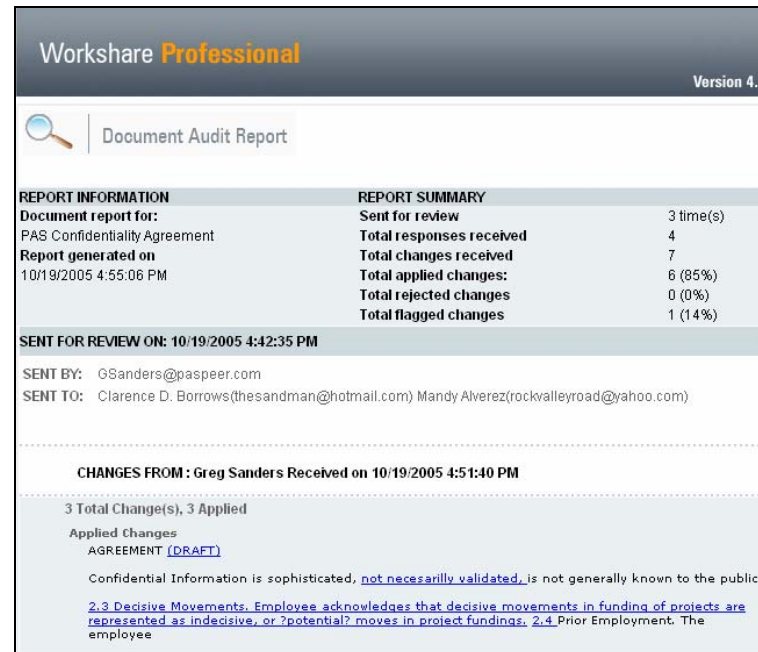 Workshare Professional
Version 4.
Document Audit Report
REPORT INFORMATION REPORT SUMMARY
Document report for: Sent for review 3 time(s)
PAS Confidentiality Agreement Total responses received 4
Report generated on Total changes received 7
10/19/2005 4:55:06 PM Total applied changes: 6 (85%)
Total rejected changes 0 (0%)
Total flagged changes 1 (14%)
SENT FOR REVIEW ON: 10/19/2005 4:42:35 PM
SENT BY: GSanders@paspeer.com
SENT TO: Clarence D. Borrows(thesandman@hotmail.com) Mandy Alverez(rockvalleyroad@yahoo.com)
CHANGES FROM : Greg Sanders Received on 10/19/2005 4:51:40 PM
3 Total Change(s), 3 Applied
Applied Changes
AGREEMENT (DRAFT)
Confidential Information is sophisticated, not necesarilly validated, is not generally known to the public
2.3 Decisive Movements. Employee acknowledges that decisive movements in funding of projects are
represented as indecisive, or ?potential? moves in project fundings. 2.4 Prior Employment. The
employee